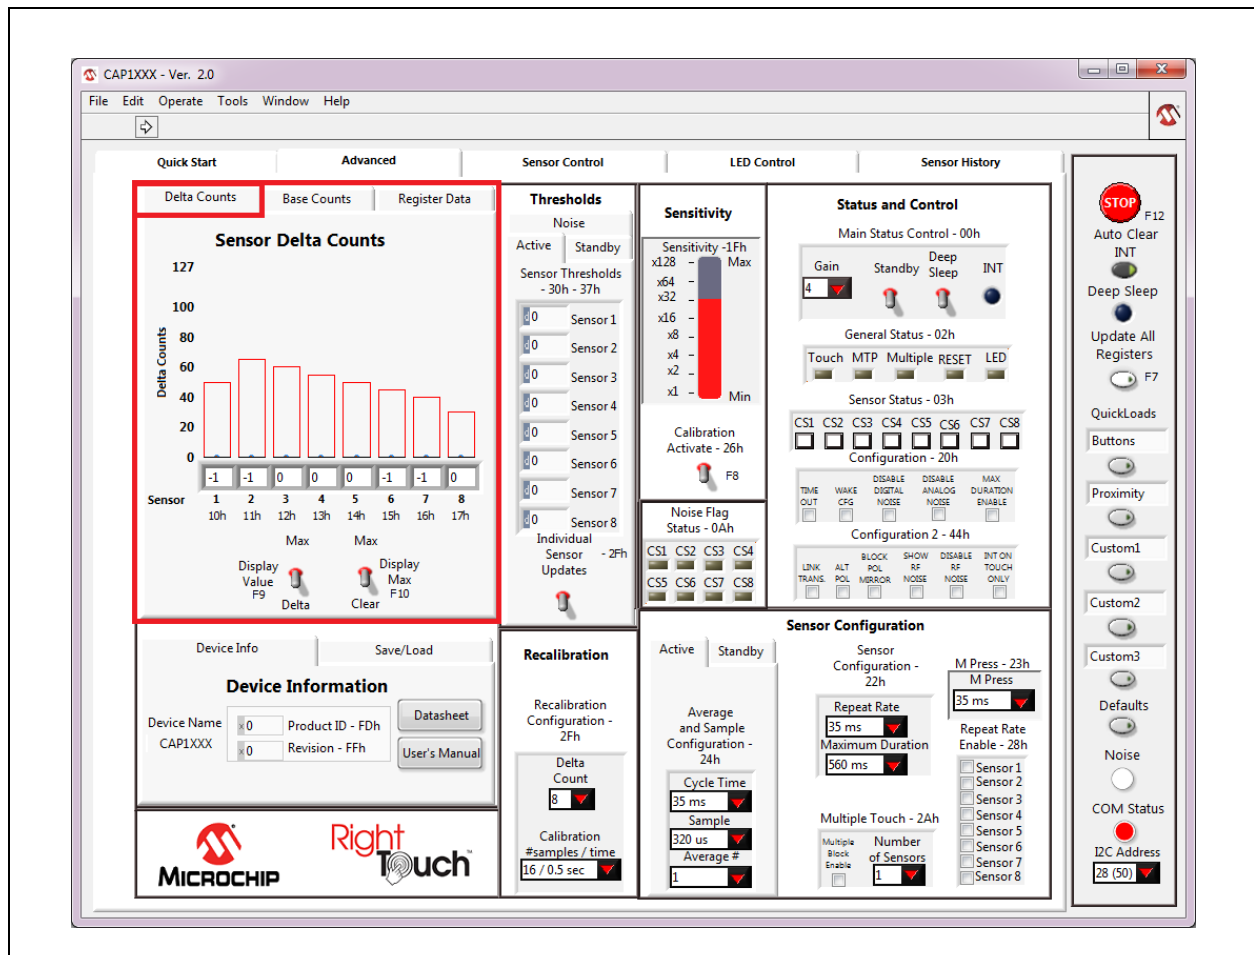 CAP1XXX - Ver. 2.0
File Edit Operate Tools Window Help
Quick Start Advanced Sensor Control LED Control Sensor History
Delta Counts Base Counts Register Data
Sensor Delta Counts
127
100
80
60
40
20
0
Delta Counts
-1 -1 0 0 0 -1 -1 0
Sensor 1 2 3 4 5 6 7 8
10h 11h 12h 13h 14h 15h 16h 17h
Max Max
Display
Value
F9
Delta
Display
Max
F10
Clear
Thresholds
Noise
Active Standby
Sensor Thresholds
- 30h - 37h
d 0 Sensor 1
d 0 Sensor 2
d 0 Sensor 3
d 0 Sensor 4
d 0 Sensor 5
d 0 Sensor 6
d 0 Sensor 7
d 0 Sensor 8
Individual
Sensor - 2Fh
Updates
Sensitivity
Sensitivity -1Fh
x128 Max
x64
x32
x16
x8
x4
x2
x1 Min
Calibration
Activate - 26h
F8
Noise Flag
Status - 0Ah
CS1 CS2 CS3 CS4
CS5 CS6 CS7 CS8
Status and Control
Main Status Control - 00h
Gain
4
Standby
Deep
Sleep
INT
General Status - 02h
Touch MTP Multiple RESET LED
Sensor Status - 03h
CS1 CS2 CS3 CS4 CS5 CS6 CS7 CS8
Configuration - 20h
TIME
OUT
WAKE
CFG
DISABLE
DIGITAL
NOISE
DISABLE
ANALOG
NOISE
MAX
DURATION
ENABLE
Configuration 2 - 44h
LINK
TRANS.
ALT
POL
BLOCK
POL
MIRROR
SHOW
RF
NOISE
DISABLE
RF
NOISE
INT ON
TOUCH
ONLY
Device Info Save/Load
Device Information
Device Name
CAP1XXX
x 0 Product ID - FDh
x 0 Revision - FFh
Datasheet
User's Manual
MICROCHIP
RightTouch
Recalibration
Recalibration
Configuration -
2Fh
Delta
Count
8
Calibration
#samples / time
16 / 0.5 sec
Sensor Configuration
Active Standby
Average
and Sample
Configuration -
24h
Cycle Time
35 ms
Sample
320 us
Average #
1
Sensor
Configuration -
22h
Repeat Rate
35 ms
Maximum Duration
560 ms
Multiple Touch - 2Ah
Multiple
Block
Enable
Number
of Sensors
1
M Press - 23h
M Press
35 ms
Repeat Rate
Enable - 28h
Sensor 1
Sensor 2
Sensor 3
Sensor 4
Sensor 5
Sensor 6
Sensor 7
Sensor 8
STOP F12
Auto Clear
INT
Deep Sleep
Update All
Registers
F7
QuickLoads
Buttons
Proximity
Custom1
Custom2
Custom3
Defaults
Noise
COM Status
I2C Address
28 (50)